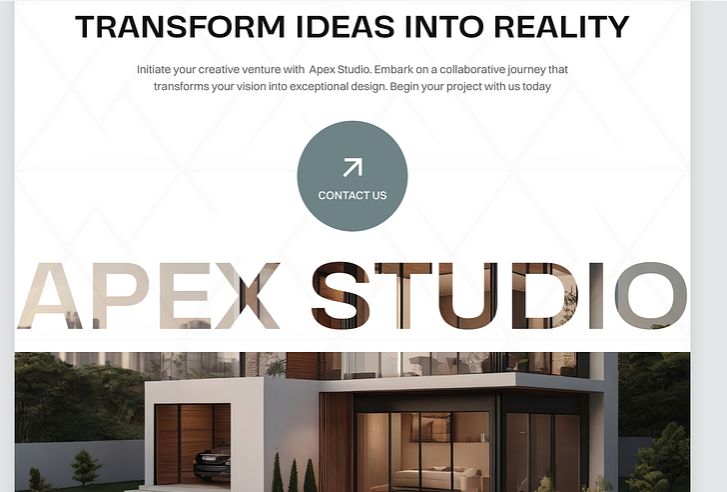 TRANSFORM IDEAS INTO REALITY
Initiate your creative venture with Apex Studio. Embark on a collaborative journey that
transforms your vision into exceptional design. Begin your project with us today
CONTACT US
APEX STUDIO